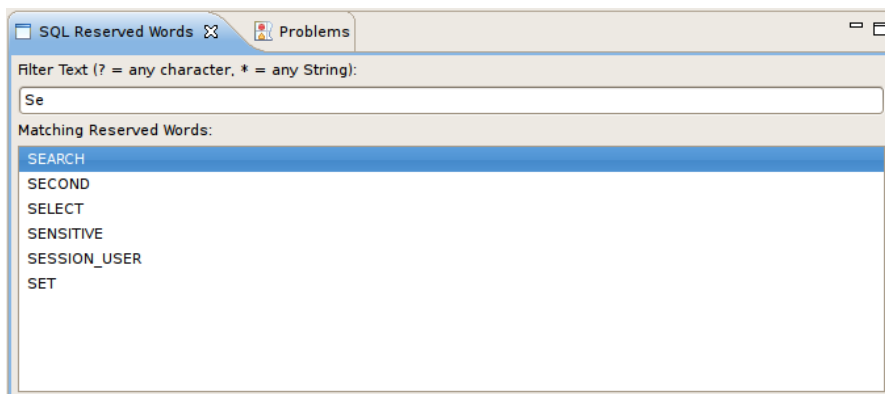 SQL Reserved Words Problems
Filter Text (? = any character, * = any String):
Se
Matching Reserved Words:
SEARCH
SECOND
SELECT
SENSITIVE
SESSION_USER
SET